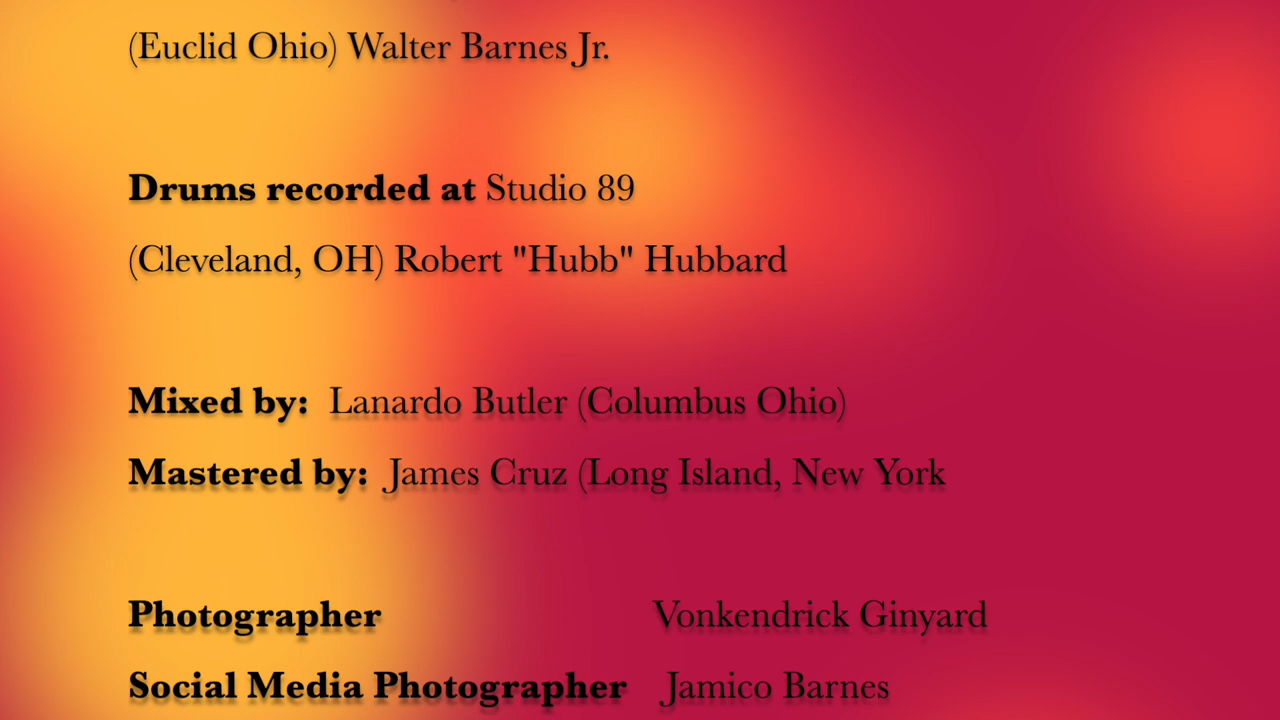 (Euclid Ohio) Walter Barnes Jr.
Drums recorded at Studio 89
(Cleveland, OH) Robert "Hubb" Hubbard
Mixed by: Lanardo Butler (Columbus Ohio)
Mastered by: James Cruz (Long Island, New York
Photographer Vonkendrick Ginyard
Social Media Photographer Jamico Barnes